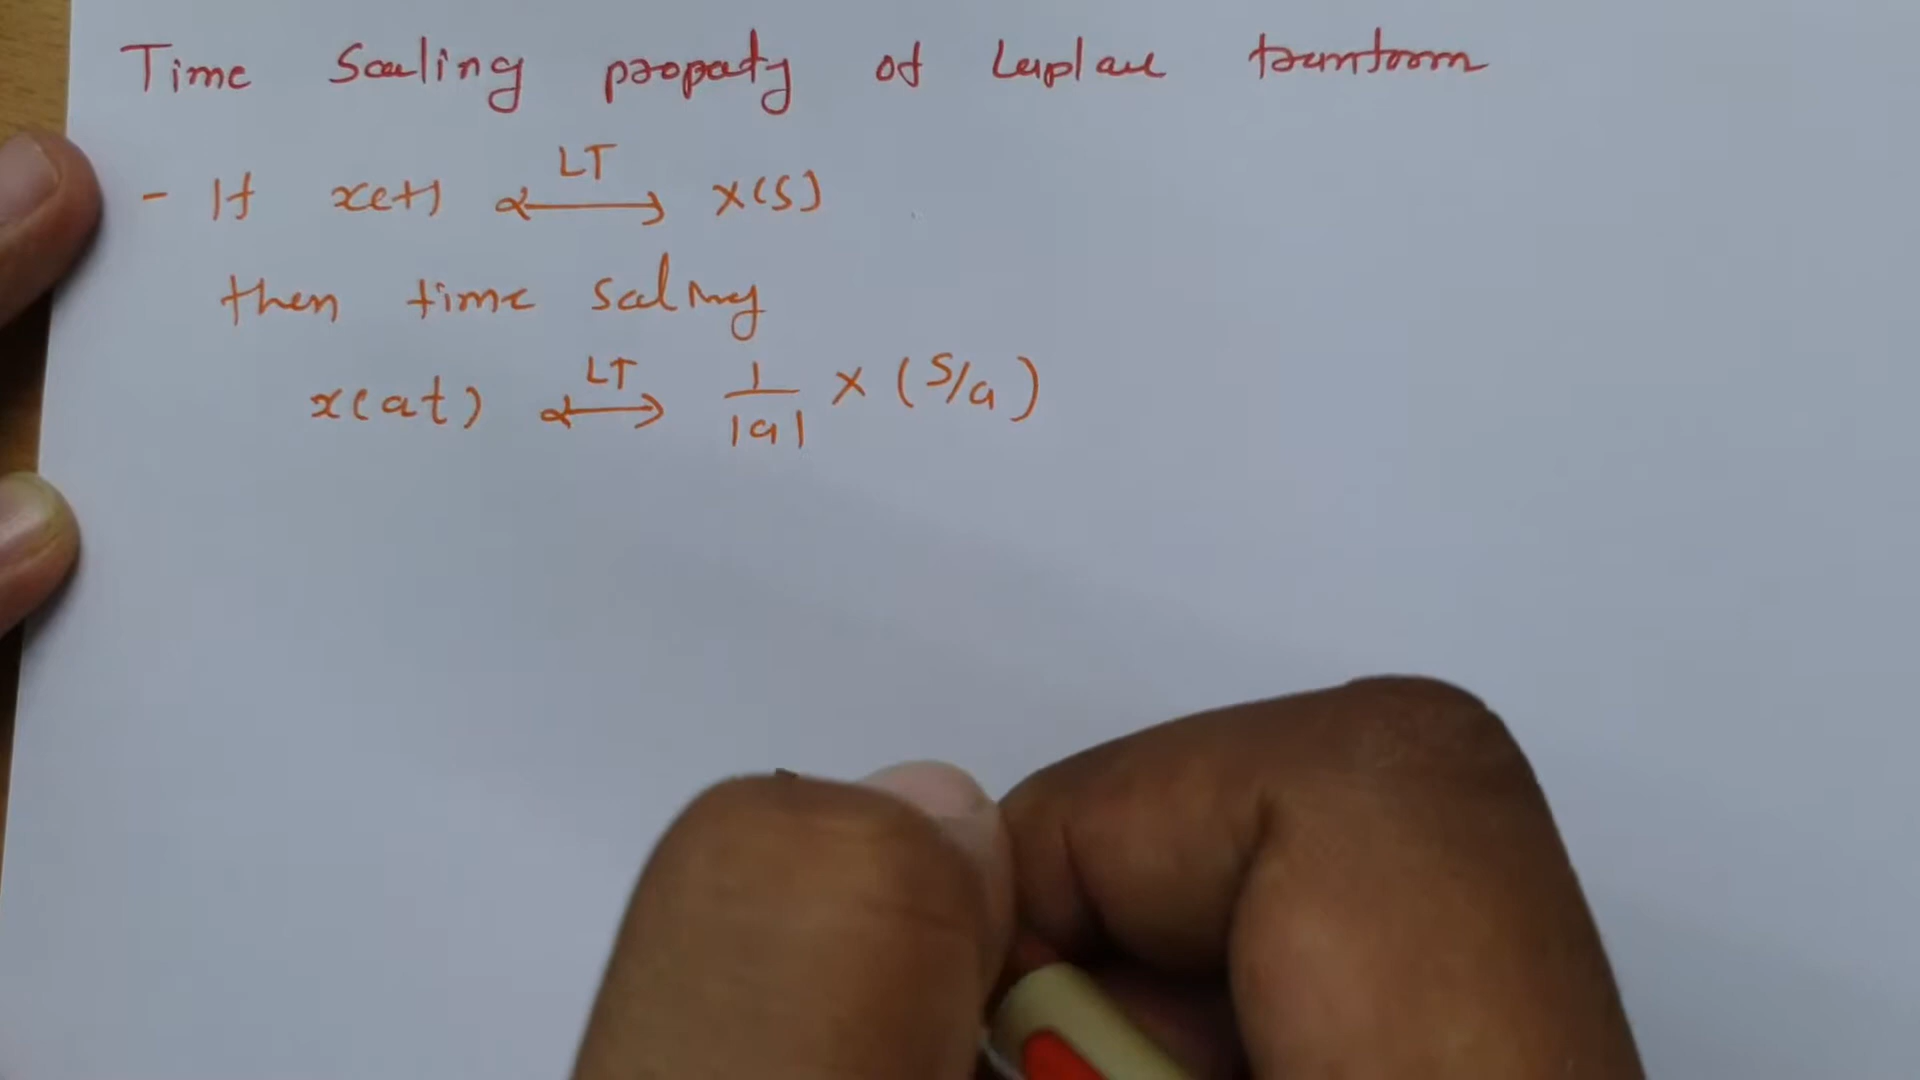 Time Scaling property of Laplace transform
- If x(t) LT ⟷ X(s)
then time scaling
x(at) LT ⟷ 1/|a| X (s/a)